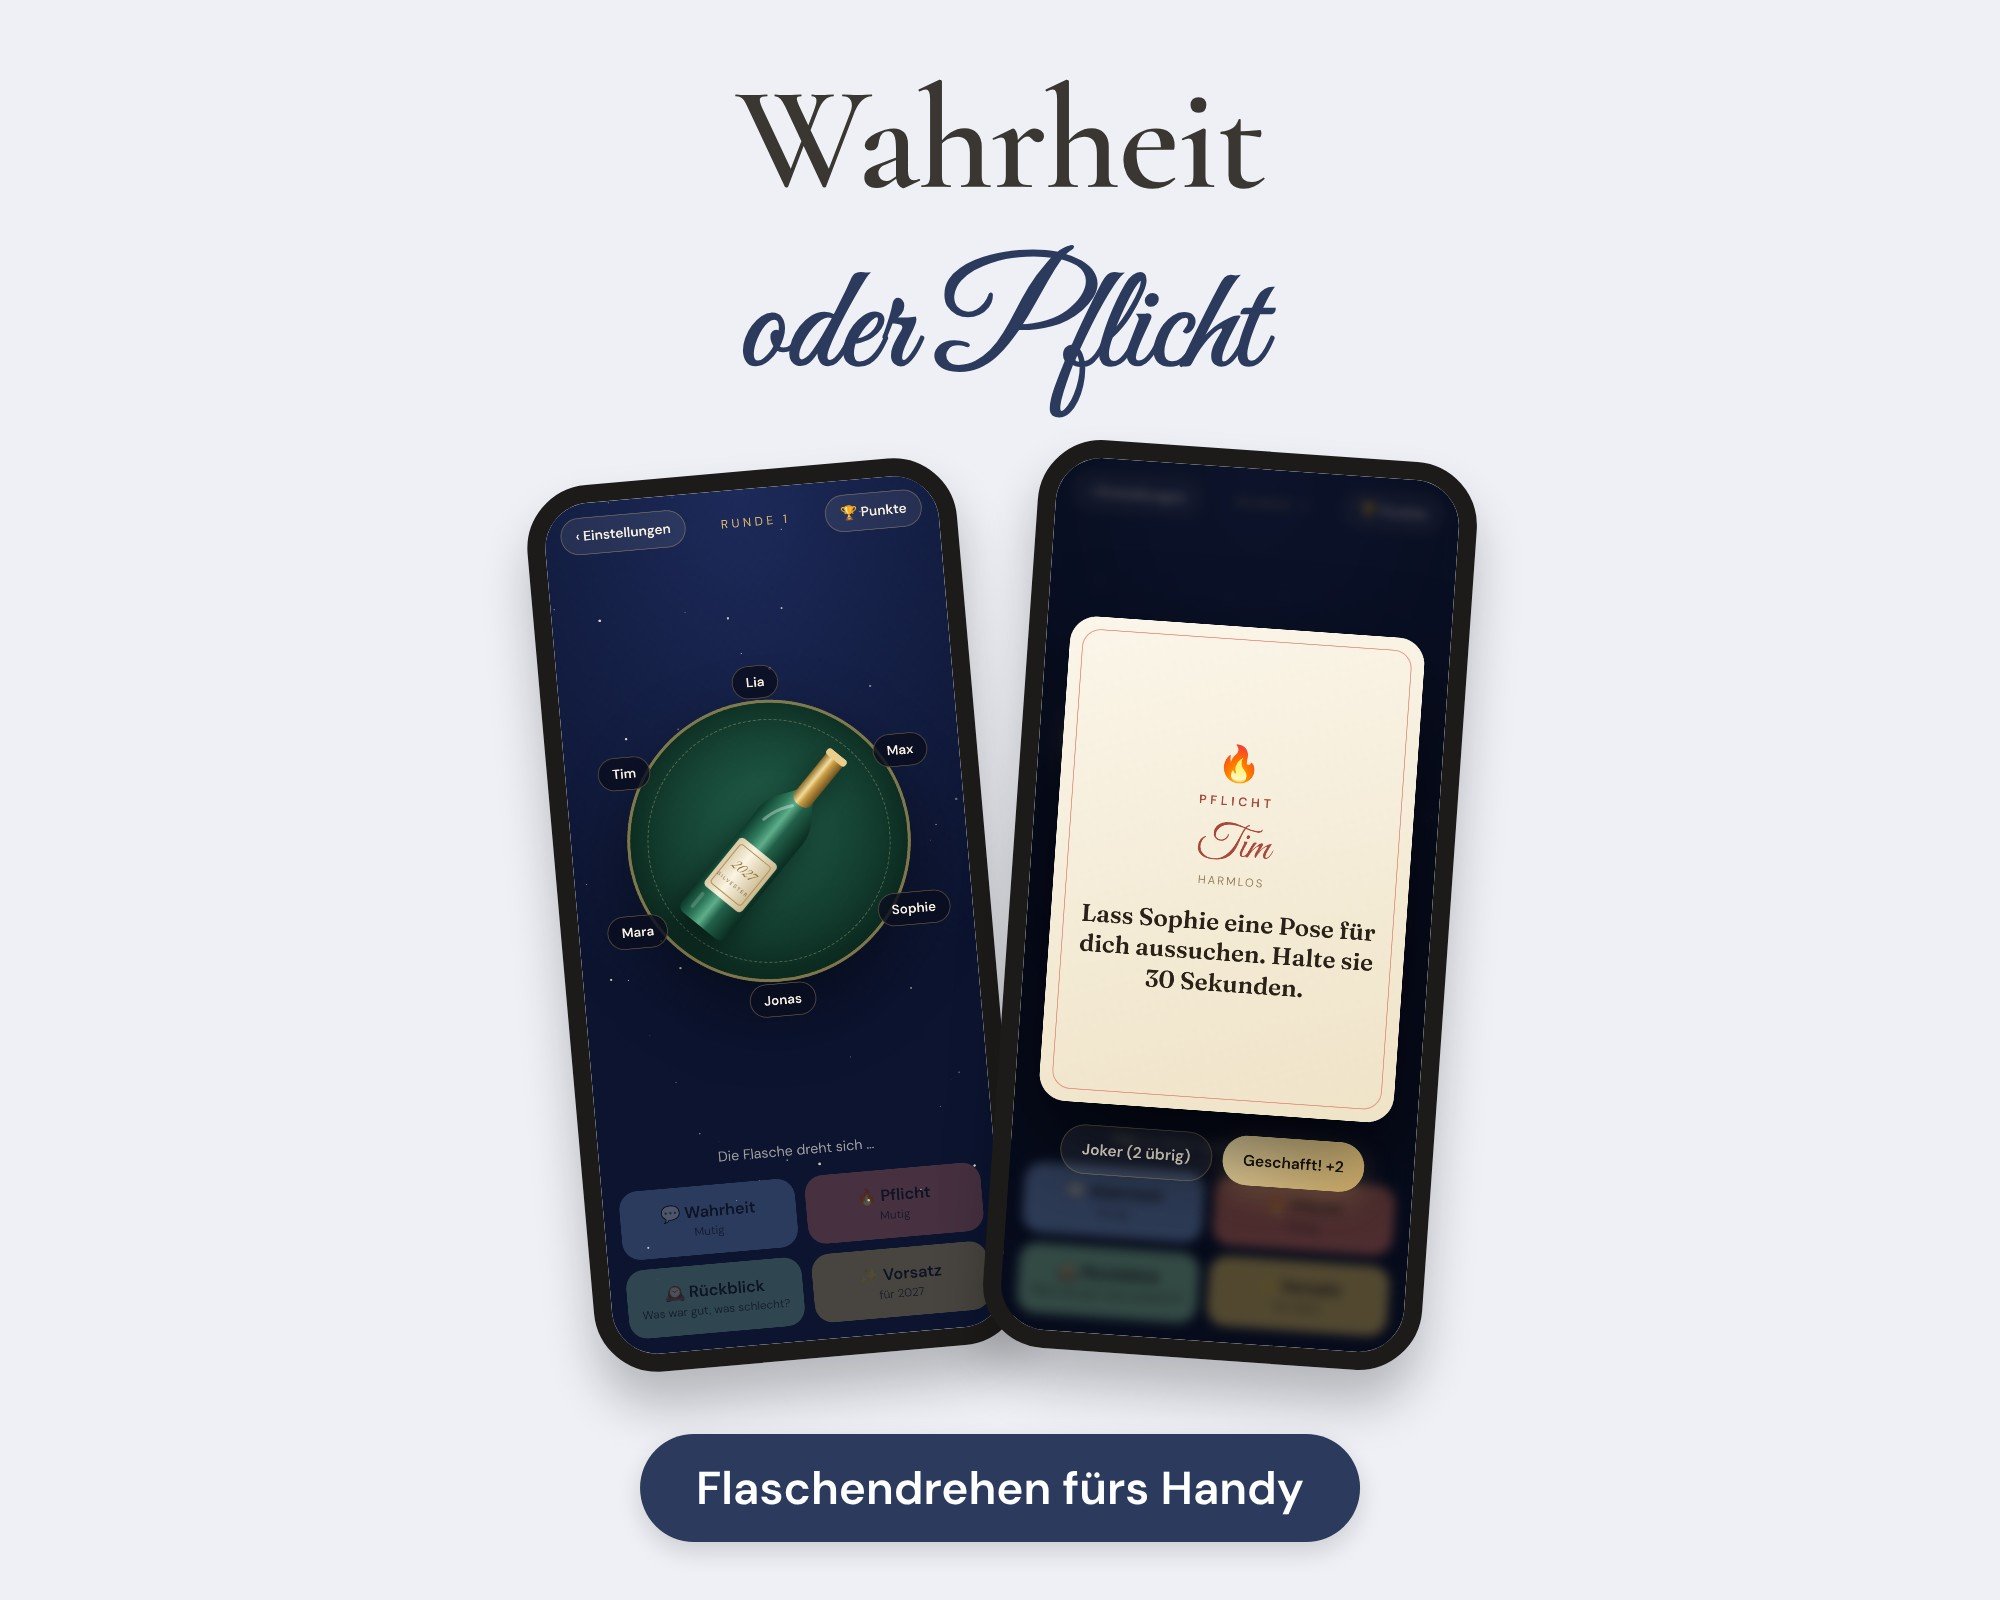 Wahrheit
oder Pflicht
‹ Einstellungen
RUNDE 1
🏆 Punkte
Lia
Max
Tim
Sophie
Mara
Jonas
2027
SILVESTER
Die Flasche dreht sich ...
💬 Wahrheit
Mutig
🔥 Pflicht
Mutig
🕰️ Rückblick
Was war gut, was schlecht?
✨ Vorsatz
für 2027
🔥
PFLICHT
Tim
HARMLOS
Lass Sophie eine Pose für
dich aussuchen. Halte sie
30 Sekunden.
Joker (2 übrig)
Geschafft! +2
Flaschendrehen fürs Handy